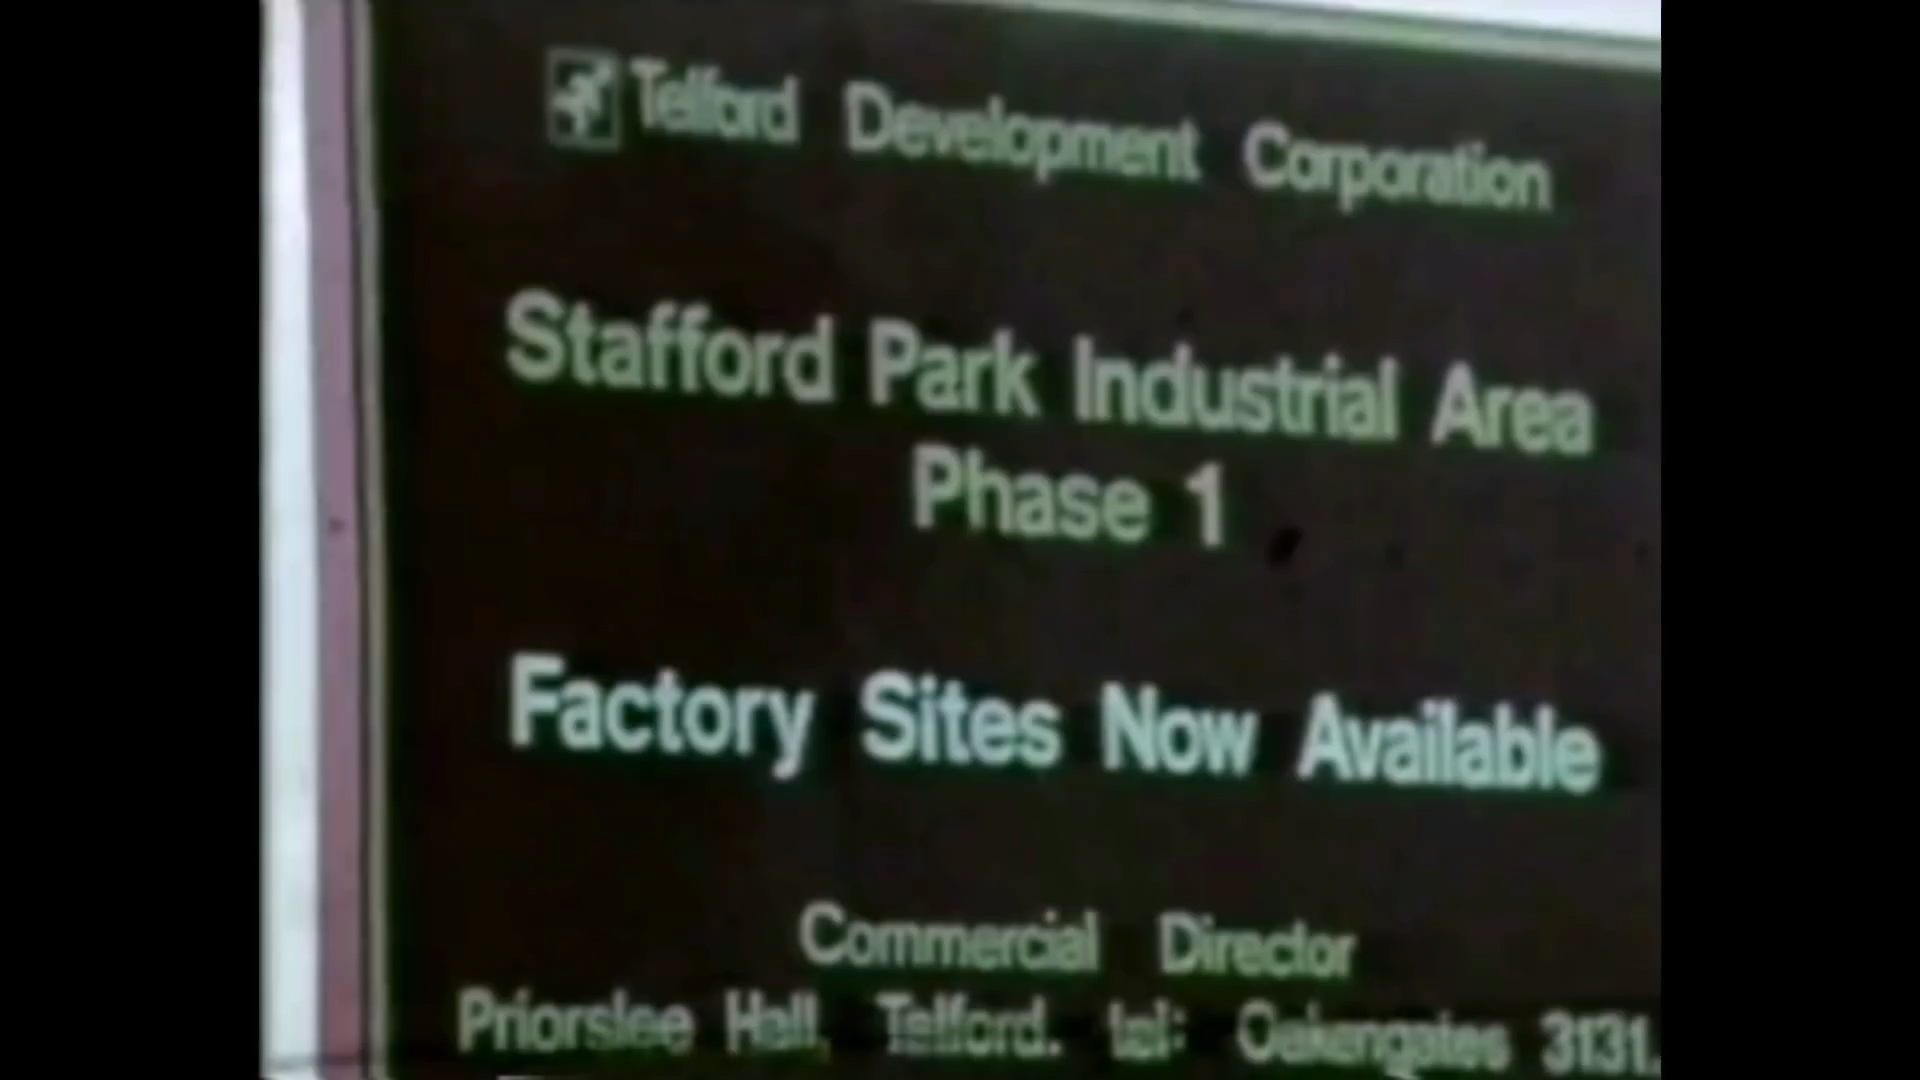 Telford Development Corporation
Stafford Park Industrial Area
Phase 1
Factory Sites Now Available
Commercial Director
Priorslee Hall, Telford. tel: Oakengates 3131.